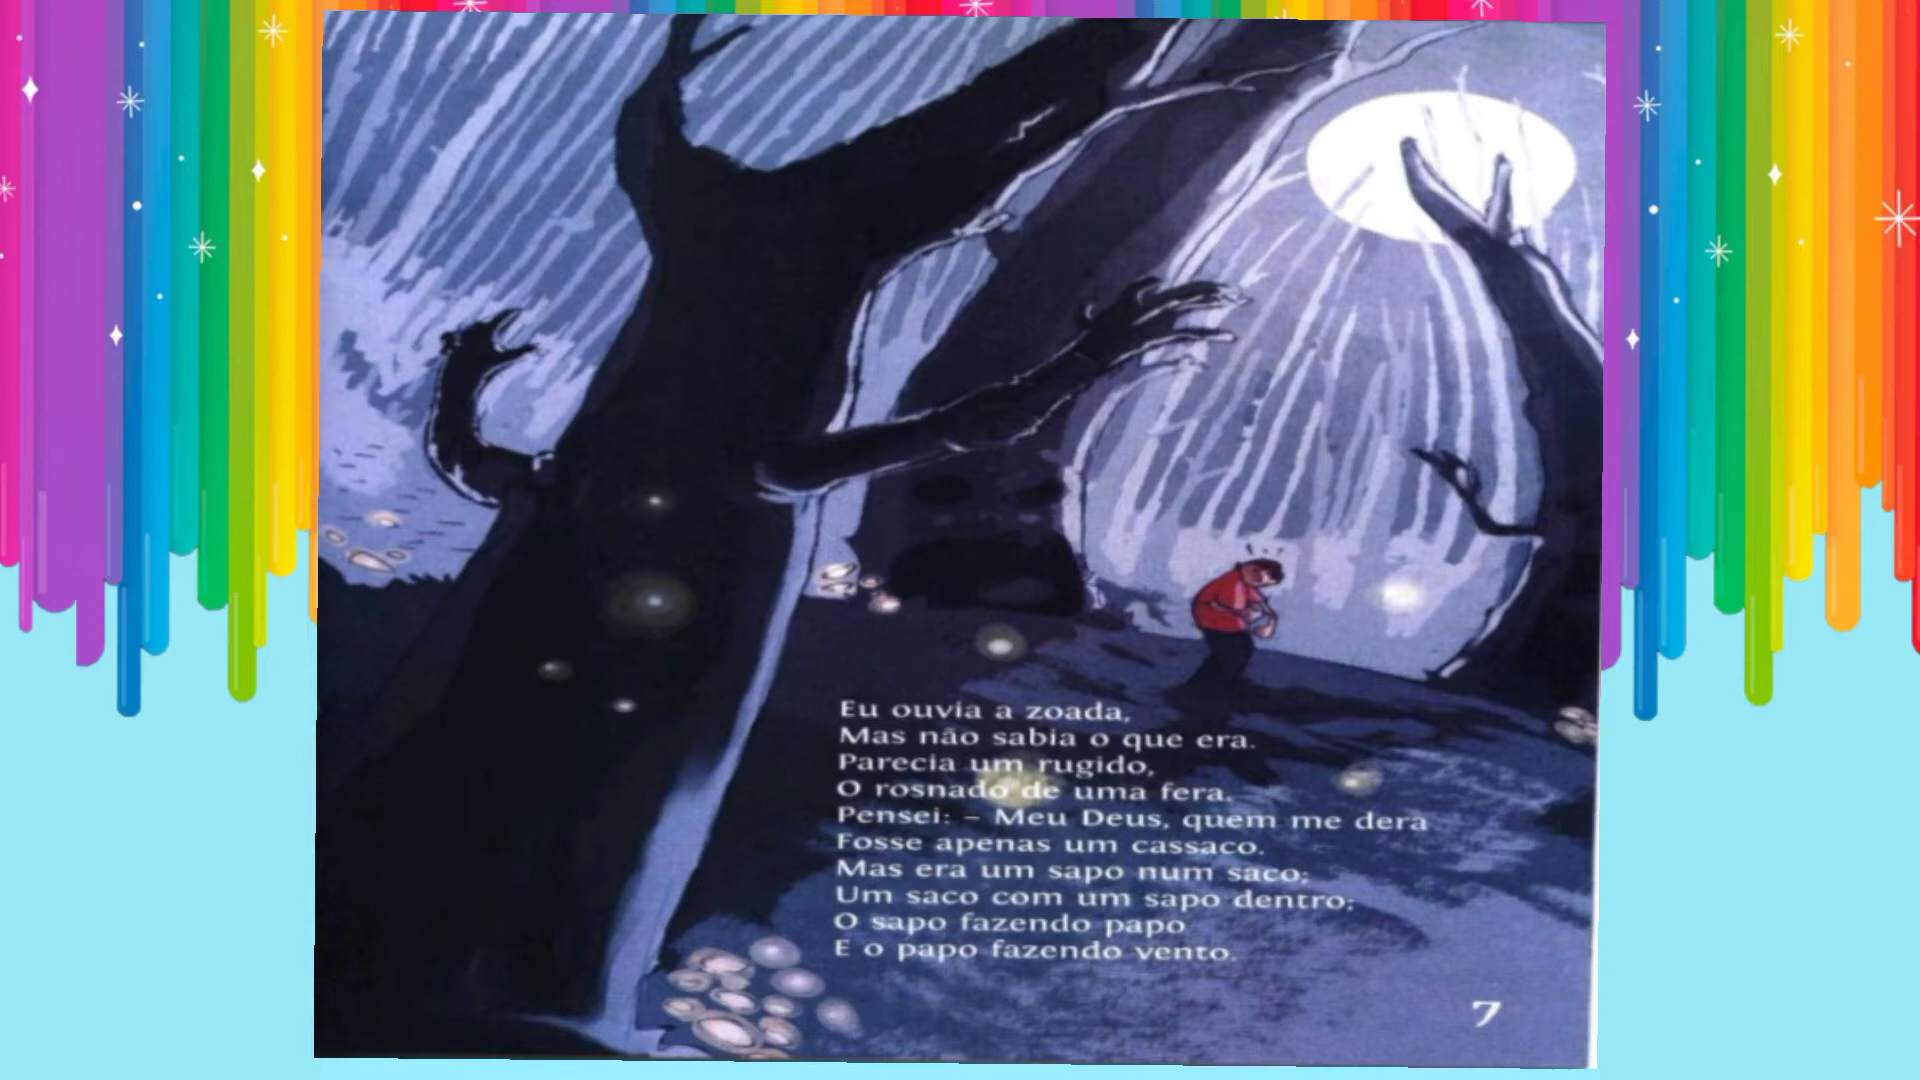 Eu ouvia a zoada,
Mas não sabia o que era.
Parecia um rugido,
O rosnado de uma fera.
Pensei: – Meu Deus, quem me dera
Fosse apenas um cassaco.
Mas era um sapo num saco;
Um saco com um sapo dentro;
O sapo fazendo papo
E o papo fazendo vento.
7